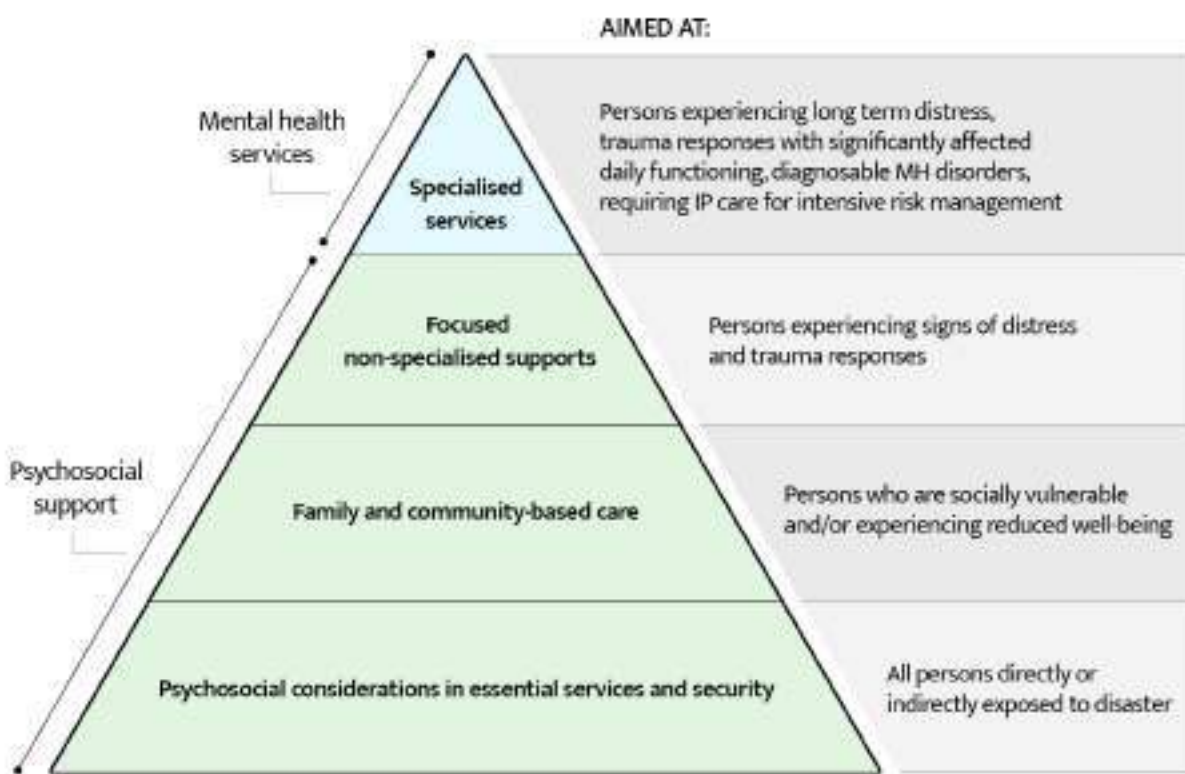 AIMED AT:
Mental health
services
Specialised
services
Persons experiencing long term distress,
trauma responses with significantly affected
daily functioning, diagnosable MH disorders,
requiring IP care for intensive risk management
Focused
non-specialised supports
Persons experiencing signs of distress
and trauma responses
Psychosocial
support
Family and community-based care
Persons who are socially vulnerable
and/or experiencing reduced well-being
Psychosocial considerations in essential services and security
All persons directly or
indirectly exposed to disaster